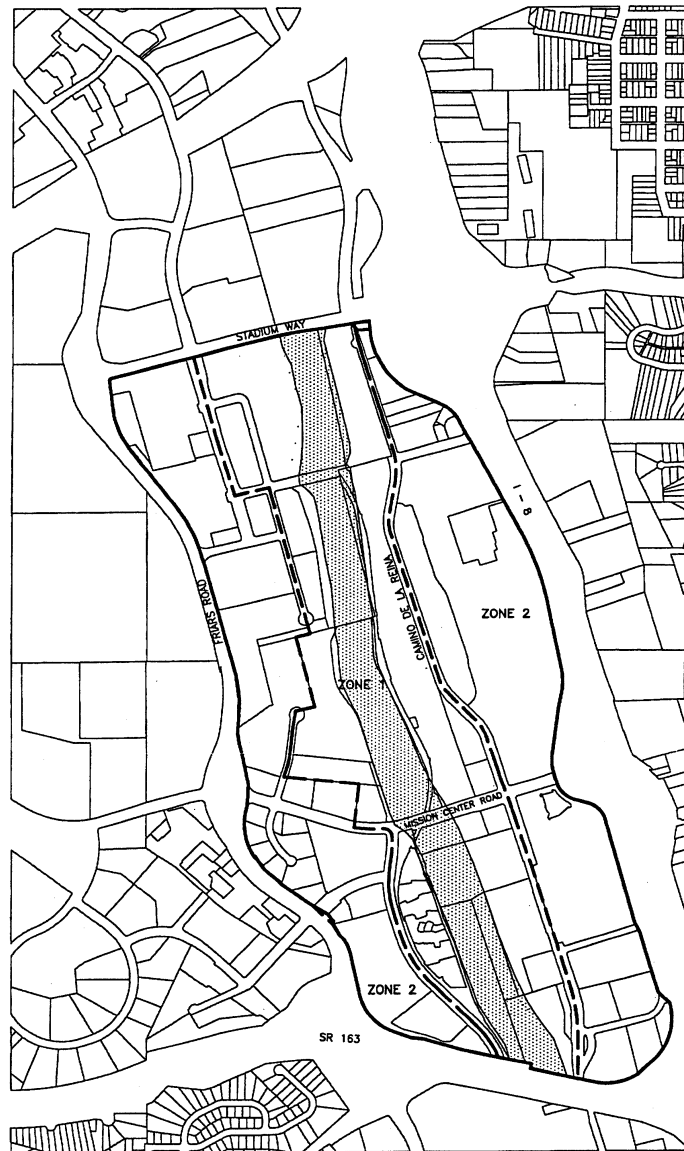 STADIUM WAY
I - 8
FRIARS ROAD
CAMINO DE LA REINA
ZONE 2
ZONE 1
MISSION CENTER ROAD
ZONE 2
SR 163